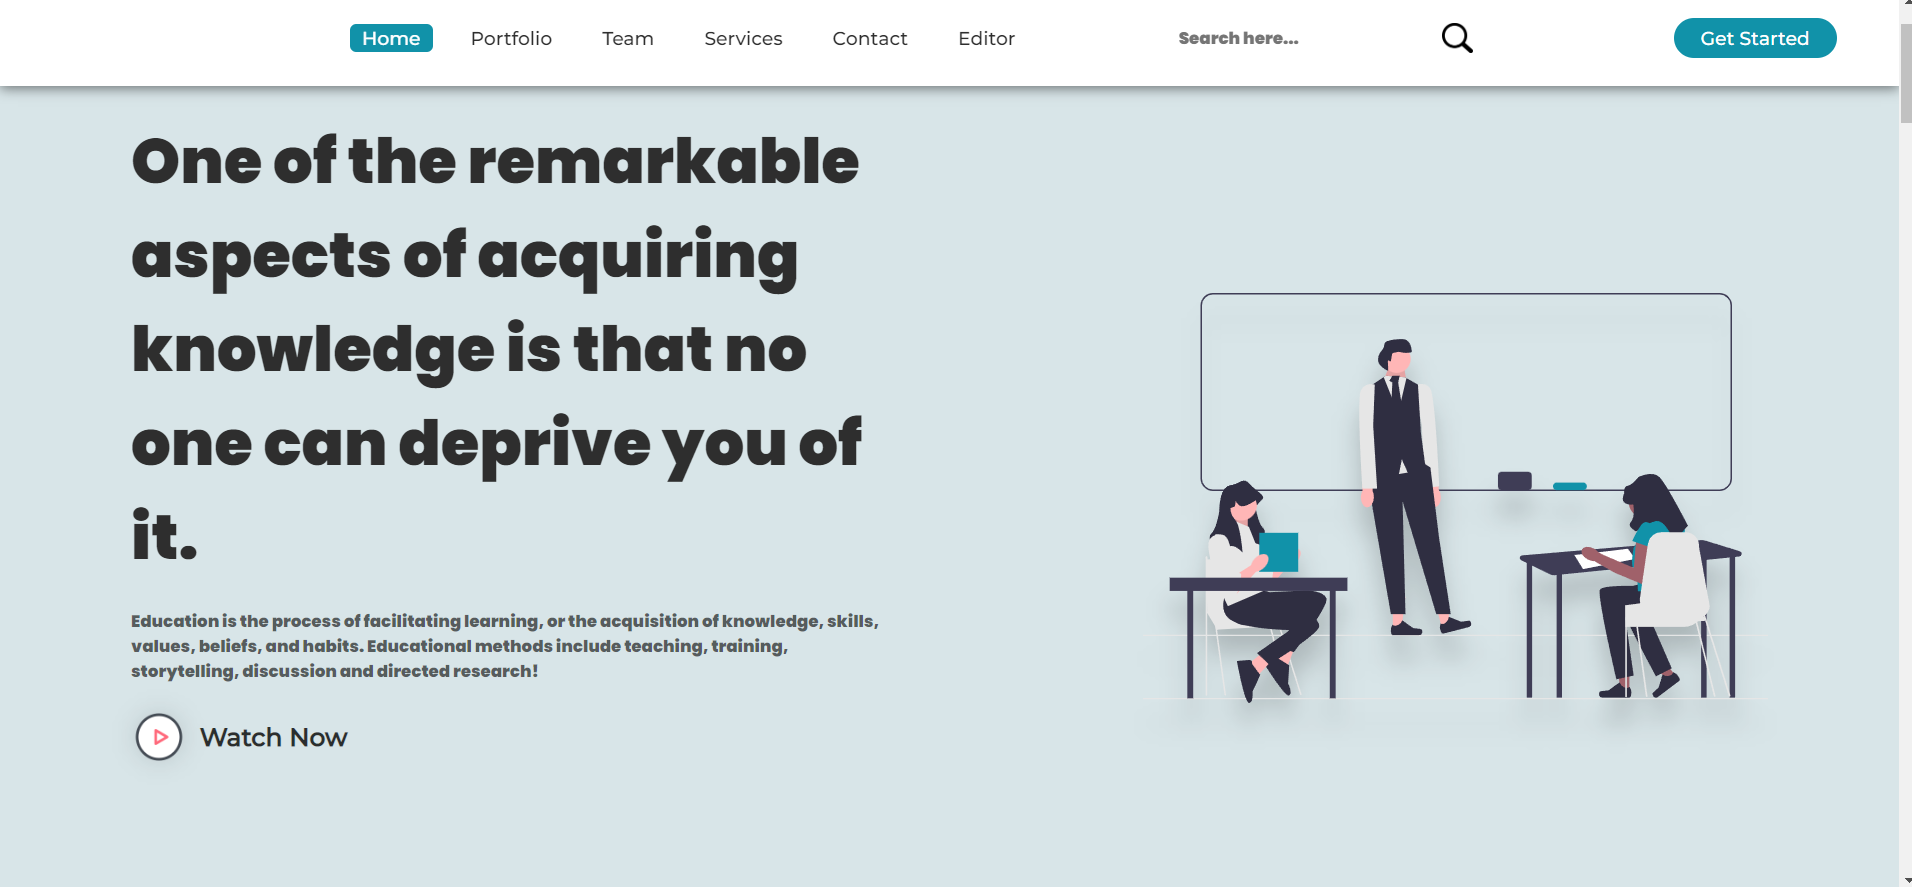 Home Portfolio Team Services Contact Editor Search here... Get Started
One of the remarkable
aspects of acquiring
knowledge is that no
one can deprive you of
it.
Education is the process of facilitating learning, or the acquisition of knowledge, skills,
values, beliefs, and habits. Educational methods include teaching, training,
storytelling, discussion and directed research!
Watch Now